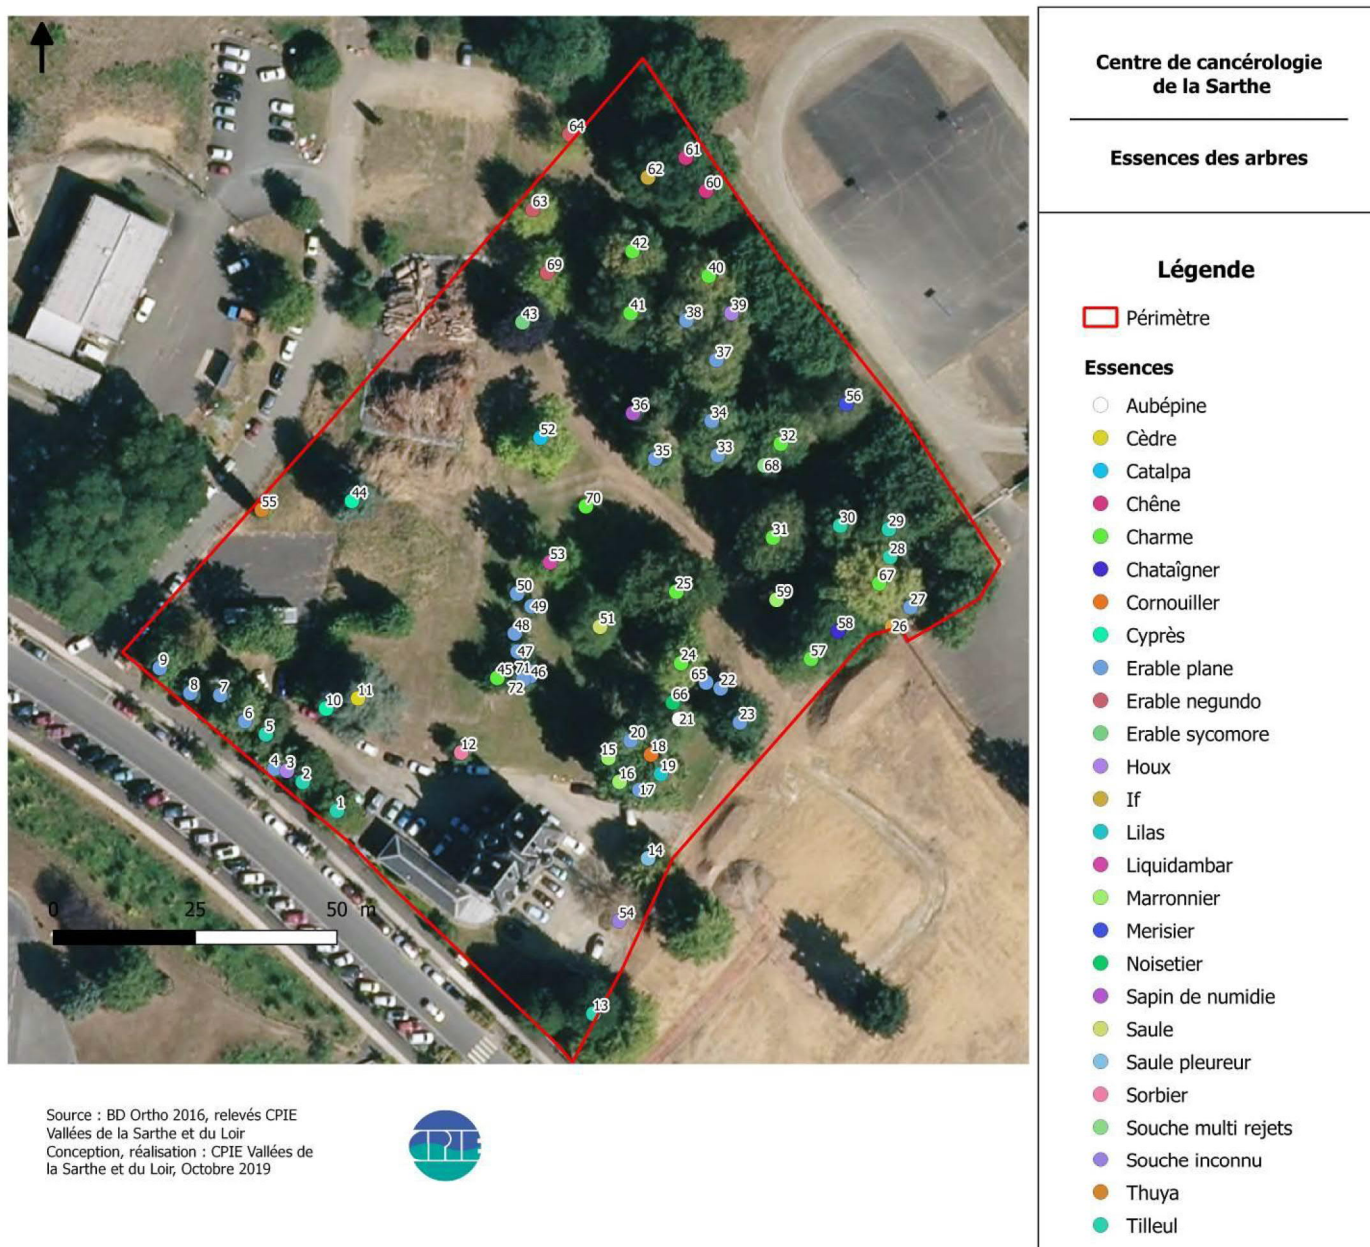 Centre de cancérologie
de la Sarthe
Essences des arbres
Légende
Périmètre
Essences
Aubépine
Cèdre
Catalpa
Chêne
Charme
Chataîgner
Cornouiller
Cyprès
Erable plane
Erable negundo
Erable sycomore
Houx
If
Lilas
Liquidambar
Marronnier
Merisier
Noisetier
Sapin de numidie
Saule
Saule pleureur
Sorbier
Souche multi rejets
Souche inconnu
Thuya
Tilleul
64
61
62
60
63
42
69
40
43
41
38
39
37
56
36
34
52
32
35
33
68
44
55
70
30
29
31
28
53
67
50
25
59
49
27
51
48
58
26
47
24
57
9
45
71
46
65
22
72
8
7
11
10
66
6
21
23
5
20
12
15
18
4
3
2
16
19
17
1
14
54
13
0 25 50 m
Source : BD Ortho 2016, relevés CPIE
Vallées de la Sarthe et du Loir
Conception, réalisation : CPIE Vallées de
la Sarthe et du Loir, Octobre 2019
CPIE